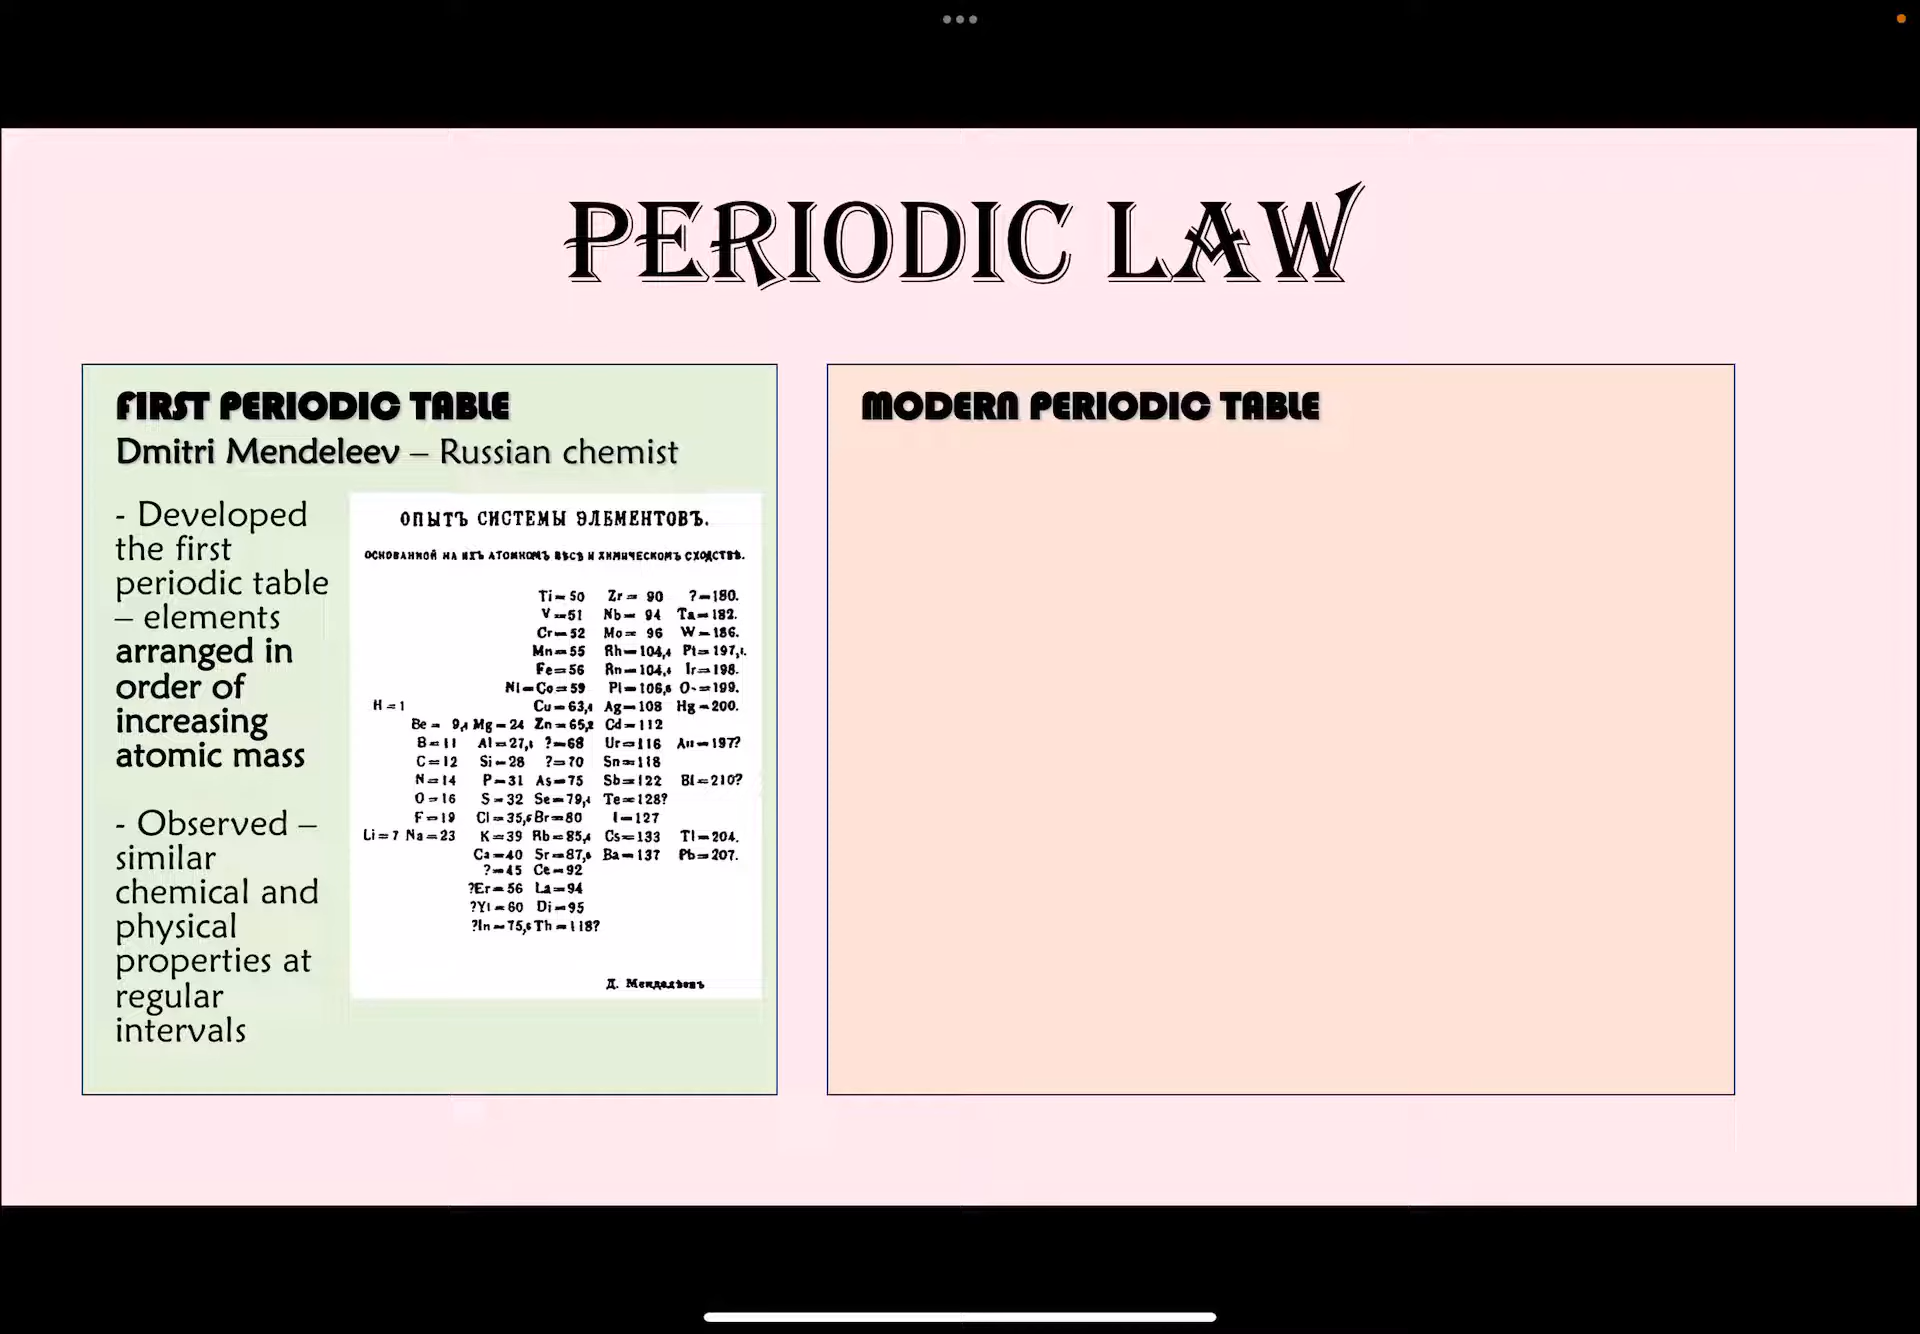 PERIODIC LAW
FIRST PERIODIC TABLE
Dmitri Mendeleev – Russian chemist
- Developed
the first
periodic table
– elements
arranged in
order of
increasing
atomic mass
- Observed –
similar
chemical and
physical
properties at
regular
intervals
ОПЫТЪ СИСТЕМЫ ЭЛЕМЕНТОВЪ.
ОСНОВАННОЙ НА ИХЪ АТОМНОМЪ ВѢСѢ И ХИМИЧЕСКОМЪ СХОДСТВѢ.
Ti=50 Zr=90 ?=180.
V=51 Nb=94 Ta=182.
Cr=52 Mo=96 W=186.
Mn=55 Rh=104,4 Pt=197,1.
Fe=56 Rn=104,4 Ir=198.
Ni=Co=59 Pl=106,6 O-=199.
H=1 Cu=63,4 Ag=108 Hg=200.
Be=9,4 Mg=24 Zn=65,2 Cd=112
B=11 Al=27,1 ?=68 Ur=116 Au=197?
C=12 Si=28 ?=70 Sn=118
N=14 P=31 As=75 Sb=122 Bi=210?
O=16 S=32 Se=79,4 Te=128?
F=19 Cl=35,5 Br=80 I=127
Li=7 Na=23 K=39 Rb=85,4 Cs=133 Tl=204.
Ca=40 Sr=87,6 Ba=137 Pb=207.
?=45 Ce=92
?Er=56 La=94
?Yt=60 Di=95
?In=75,6 Th=118?
Д. Менделѣевъ
MODERN PERIODIC TABLE